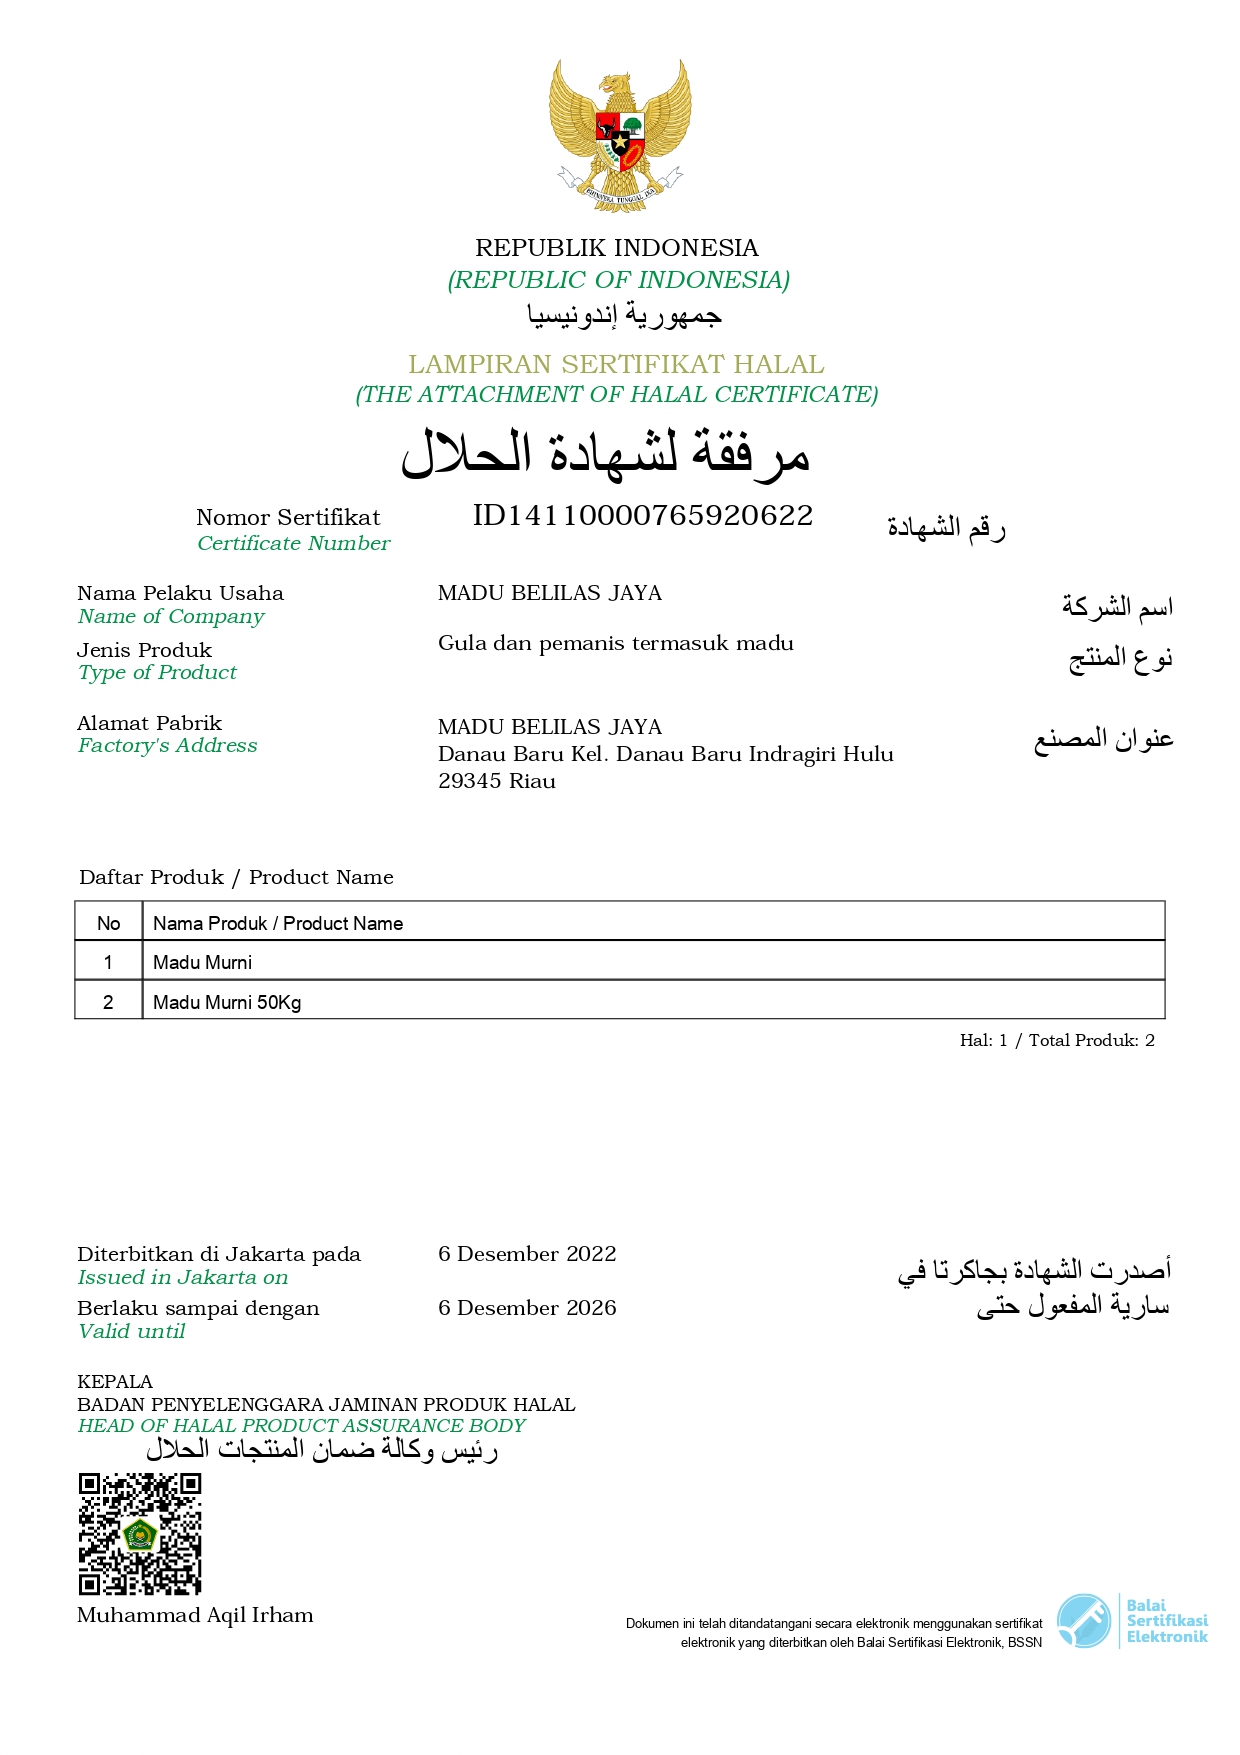 BHINNEKA TUNGGAL IKA
REPUBLIK INDONESIA
(REPUBLIC OF INDONESIA)
جمهورية إندونيسيا
LAMPIRAN SERTIFIKAT HALAL
(THE ATTACHMENT OF HALAL CERTIFICATE)
مرفقة لشهادة الحلال
Nomor Sertifikat ID14110000765920622 رقم الشهادة
Certificate Number
Nama Pelaku Usaha MADU BELILAS JAYA اسم الشركة
Name of Company
Jenis Produk Gula dan pemanis termasuk madu نوع المنتج
Type of Product
Alamat Pabrik MADU BELILAS JAYA عنوان المصنع
Factory's Address Danau Baru Kel. Danau Baru Indragiri Hulu
29345 Riau
Daftar Produk / Product Name
No Nama Produk / Product Name
1 Madu Murni
2 Madu Murni 50Kg
Hal: 1 / Total Produk: 2
Diterbitkan di Jakarta pada 6 Desember 2022 أصدرت الشهادة بجاكرتا في
Issued in Jakarta on
Berlaku sampai dengan 6 Desember 2026 سارية المفعول حتى
Valid until
KEPALA
BADAN PENYELENGGARA JAMINAN PRODUK HALAL
HEAD OF HALAL PRODUCT ASSURANCE BODY
رئيس وكالة ضمان المنتجات الحلال
Muhammad Aqil Irham
Dokumen ini telah ditandatangani secara elektronik menggunakan sertifikat
elektronik yang diterbitkan oleh Balai Sertifikasi Elektronik, BSSN
Balai
Sertifikasi
Elektronik